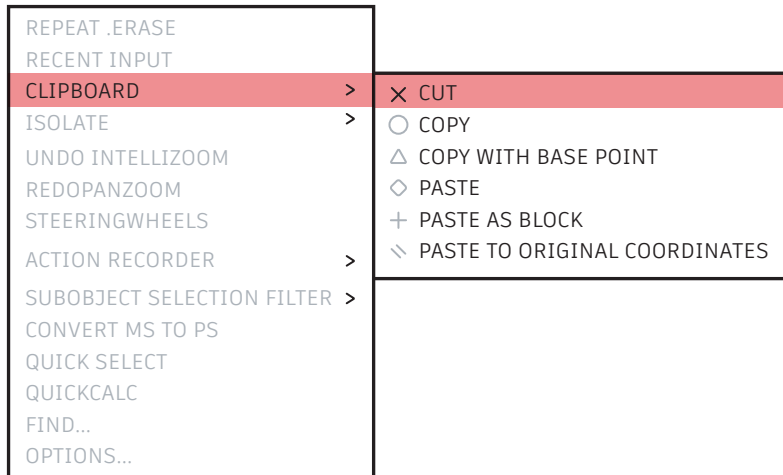 REPEAT .ERASE
RECENT INPUT
CLIPBOARD >
ISOLATE >
UNDO INTELLIZOOM
REDOPANZOOM
STEERINGWHEELS
ACTION RECORDER >
SUBOBJECT SELECTION FILTER >
CONVERT MS TO PS
QUICK SELECT
QUICKCALC
FIND...
OPTIONS...
CUT
COPY
COPY WITH BASE POINT
PASTE
PASTE AS BLOCK
PASTE TO ORIGINAL COORDINATES